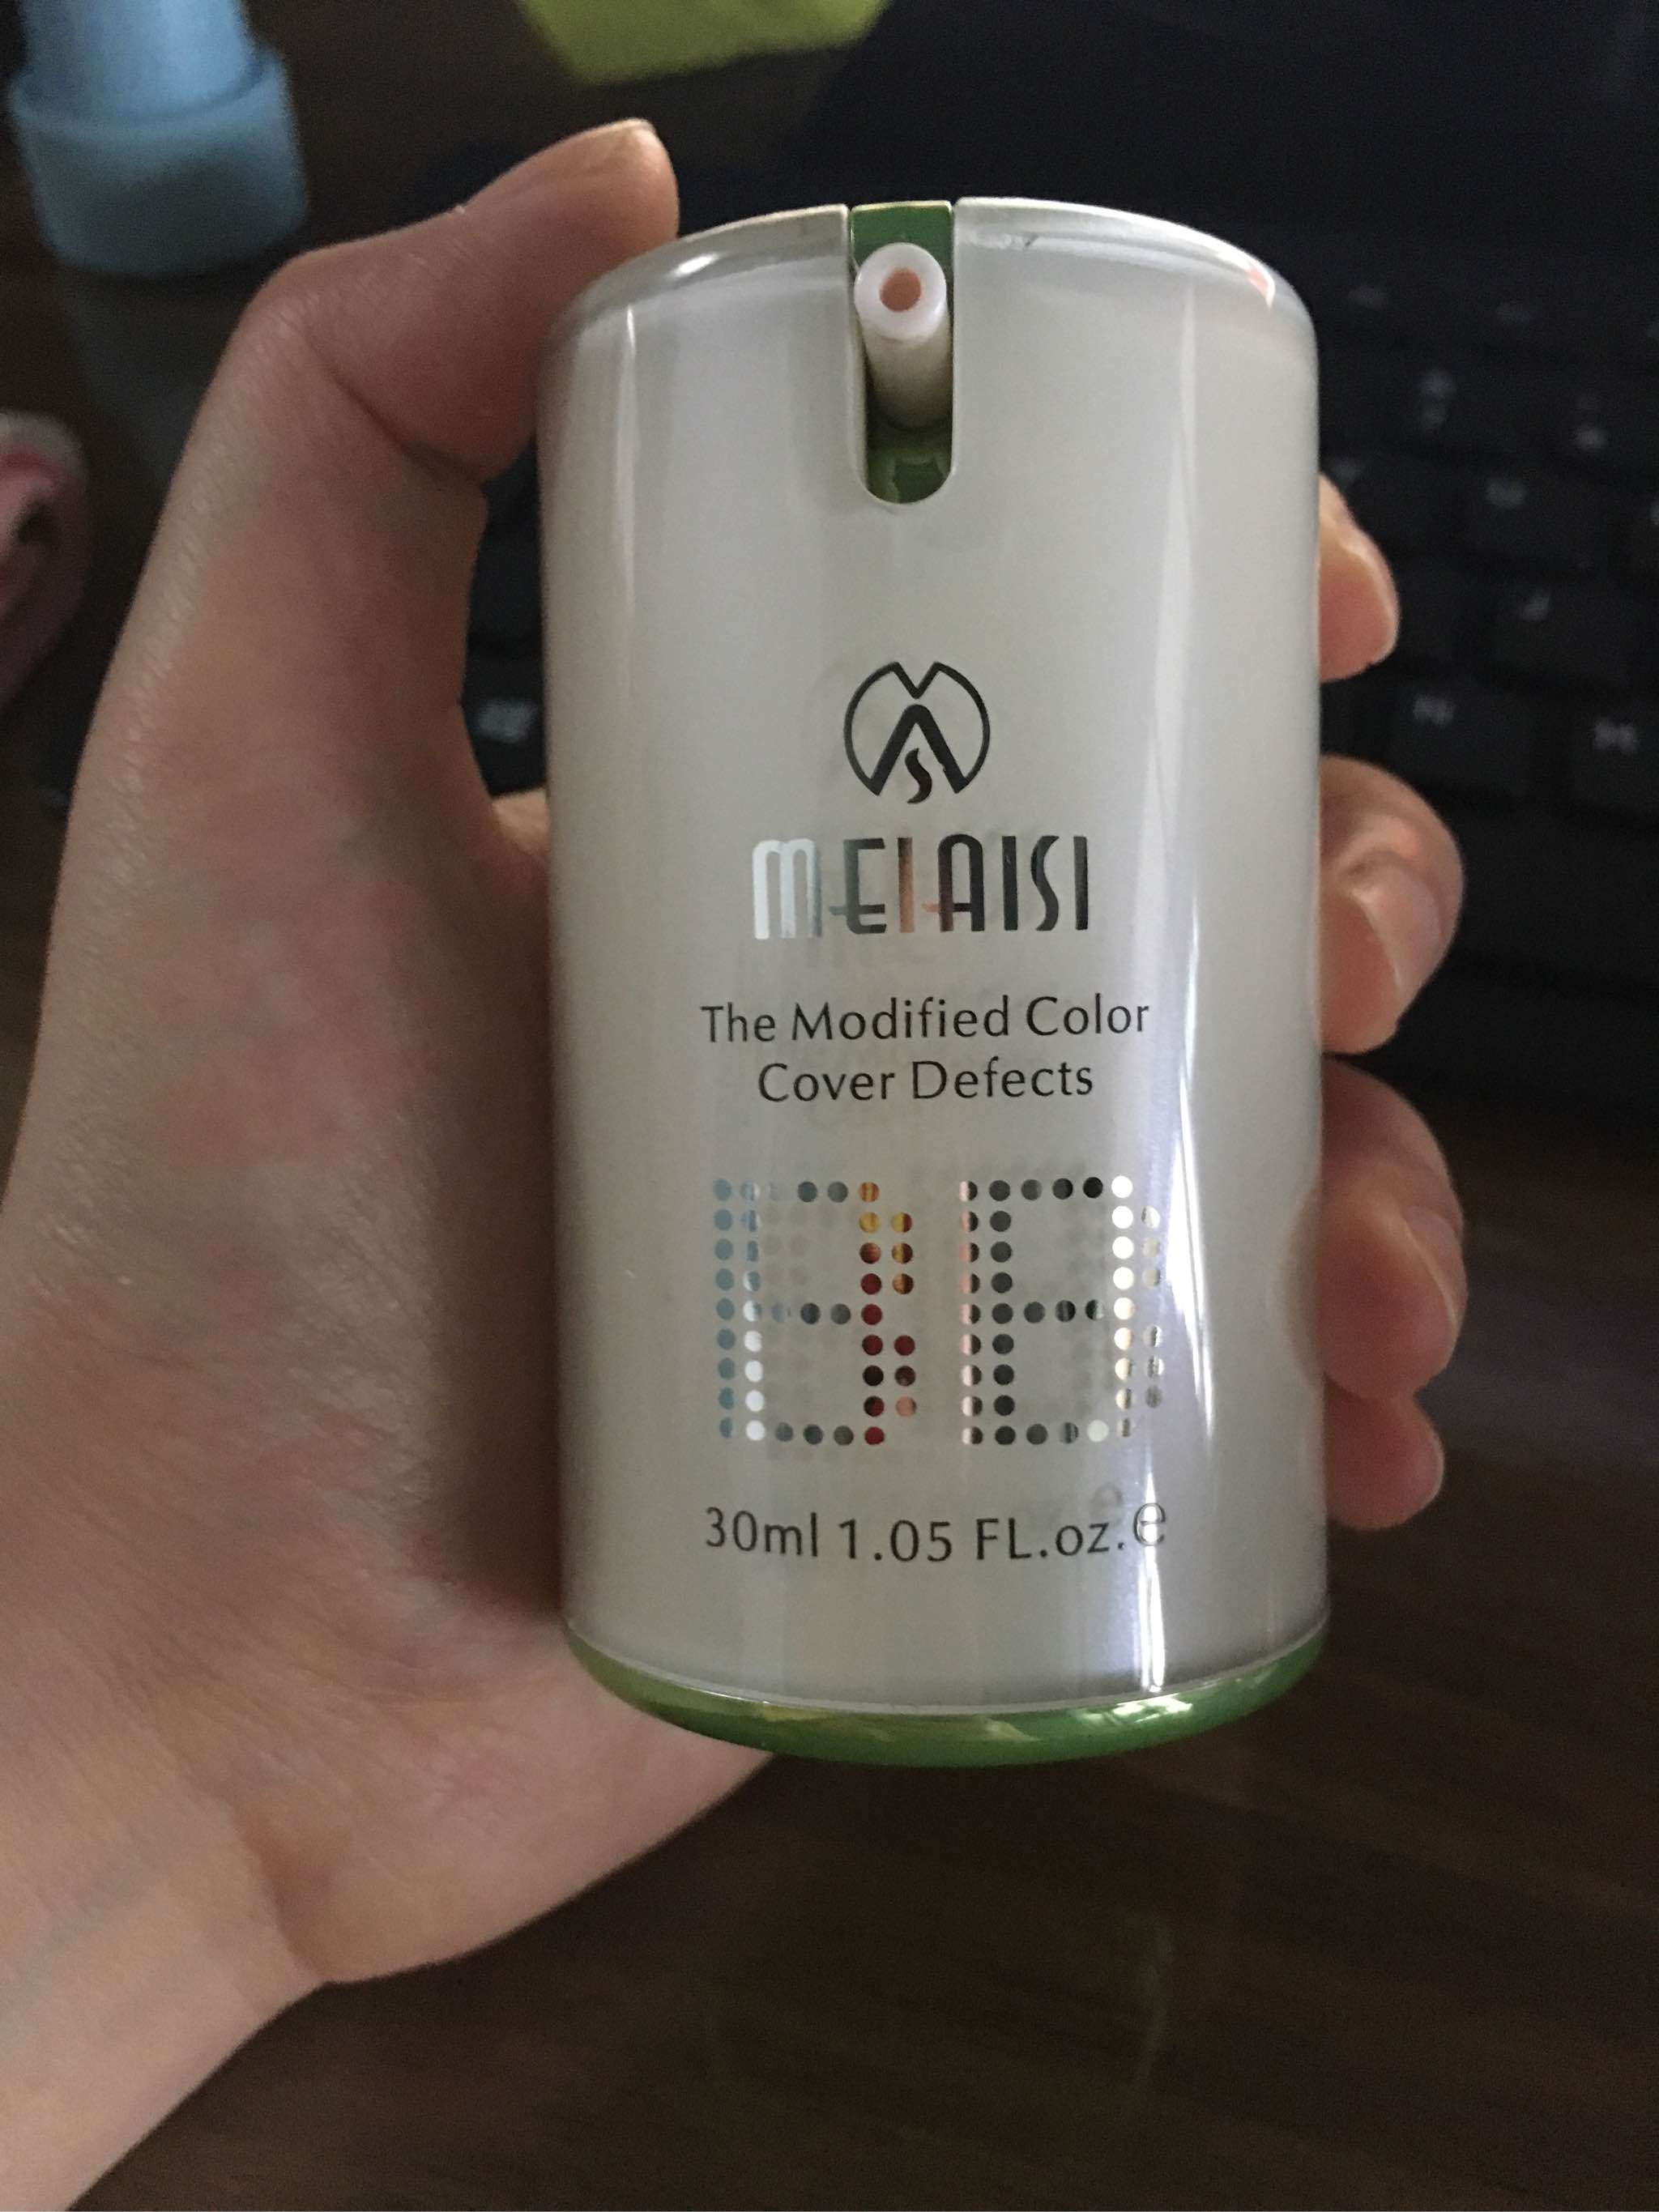 MEIAISI
The Modified Color
Cover Defects
BB
30ml 1.05 FL.oz.e